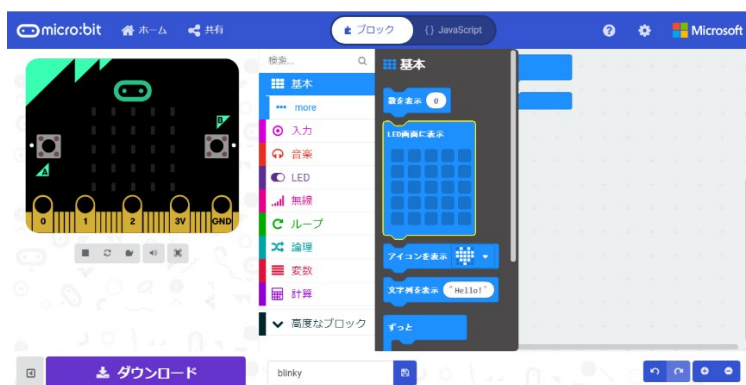 micro:bit ホーム 共有 ブロック {} JavaScript Microsoft
検索...
基本
more
入力
音楽
LED
無線
ループ
論理
変数
計算
高度なブロック
基本
数を表示 0
LED画面に表示
アイコンを表示
文字列を表示 "Hello!"
ずっと
B
A
0 1 2 3V GND
ダウンロード
blinky